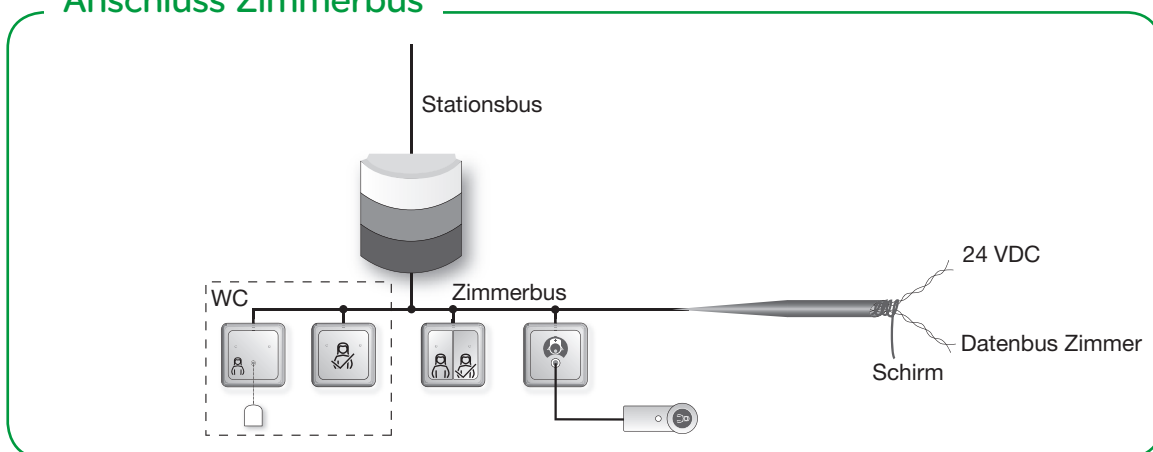 Anschluss Zimmerbus
Stationsbus
24 VDC
WC
Zimmerbus
Datenbus Zimmer
Schirm